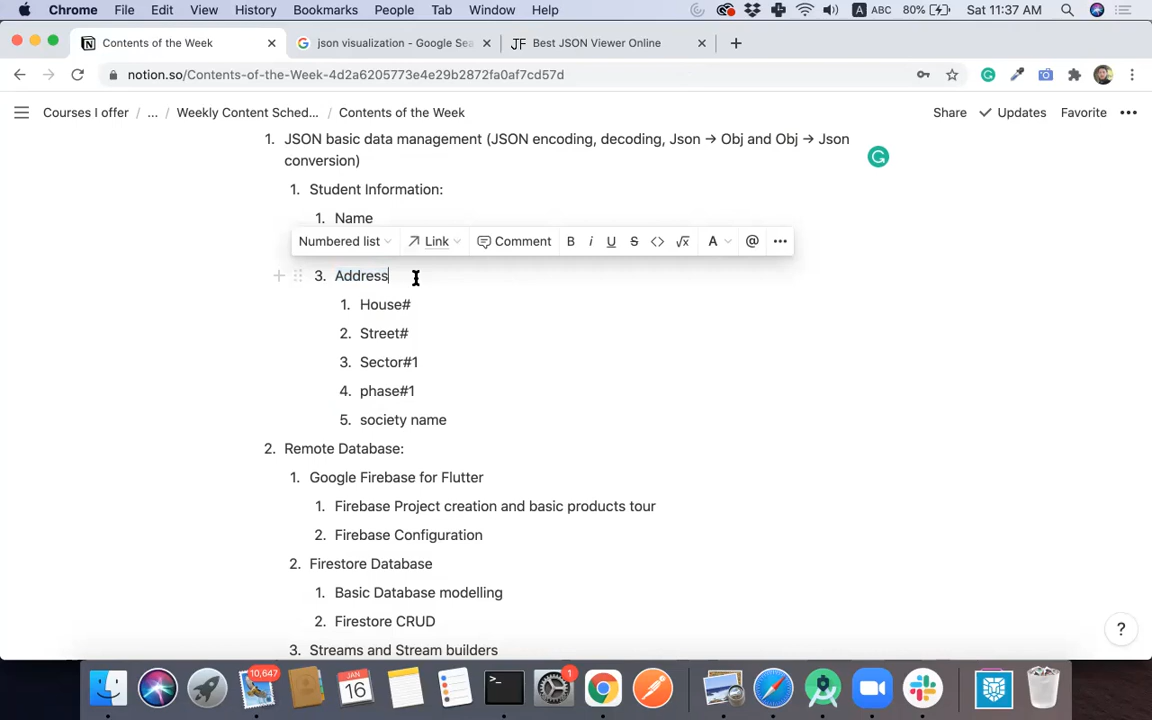 Chrome File Edit View History Bookmarks People Tab Window Help A ABC 80% Sat 11:37 AM
Contents of the Week json visualization - Google Sea JF Best JSON Viewer Online
notion.so/Contents-of-the-Week-4d2a6205773e4e29b2872fa0af7cd57d
Courses I offer / ... / Weekly Content Sched... / Contents of the Week Share Updates Favorite
1. JSON basic data management (JSON encoding, decoding, Json → Obj and Obj → Json
conversion)
1. Student Information:
1. Name
Numbered list Link Comment B i U S <> √x A @
3. Address
1. House#
2. Street#
3. Sector#1
4. phase#1
5. society name
2. Remote Database:
1. Google Firebase for Flutter
1. Firebase Project creation and basic products tour
2. Firebase Configuration
2. Firestore Database
1. Basic Database modelling
2. Firestore CRUD
3. Streams and Stream builders
?
10,647
JAN
16
1